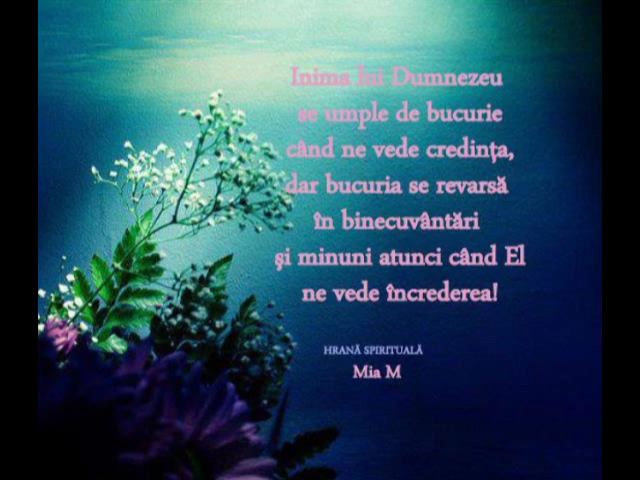 Inima lui Dumnezeu
se umple de bucurie
când ne vede credința,
dar bucuria se revarsă
în binecuvântări
și minuni atunci când El
ne vede încrederea!
HRANĂ SPIRITUALĂ
Mia M